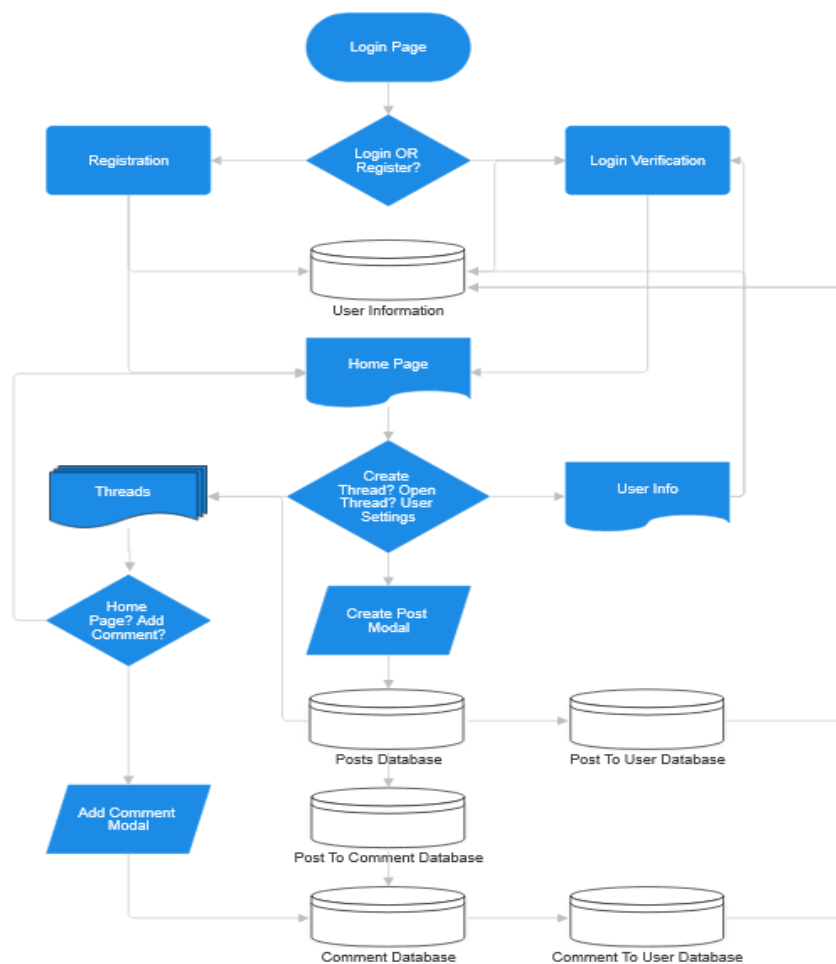 Login Page
Registration
Login OR
Register?
Login Verification
User Information
Home Page
Threads
Create
Thread? Open
Thread? User
Settings
User Info
Home
Page? Add
Comment?
Create Post
Modal
Posts Database
Post To User Database
Add Comment
Modal
Post To Comment Database
Comment Database
Comment To User Database